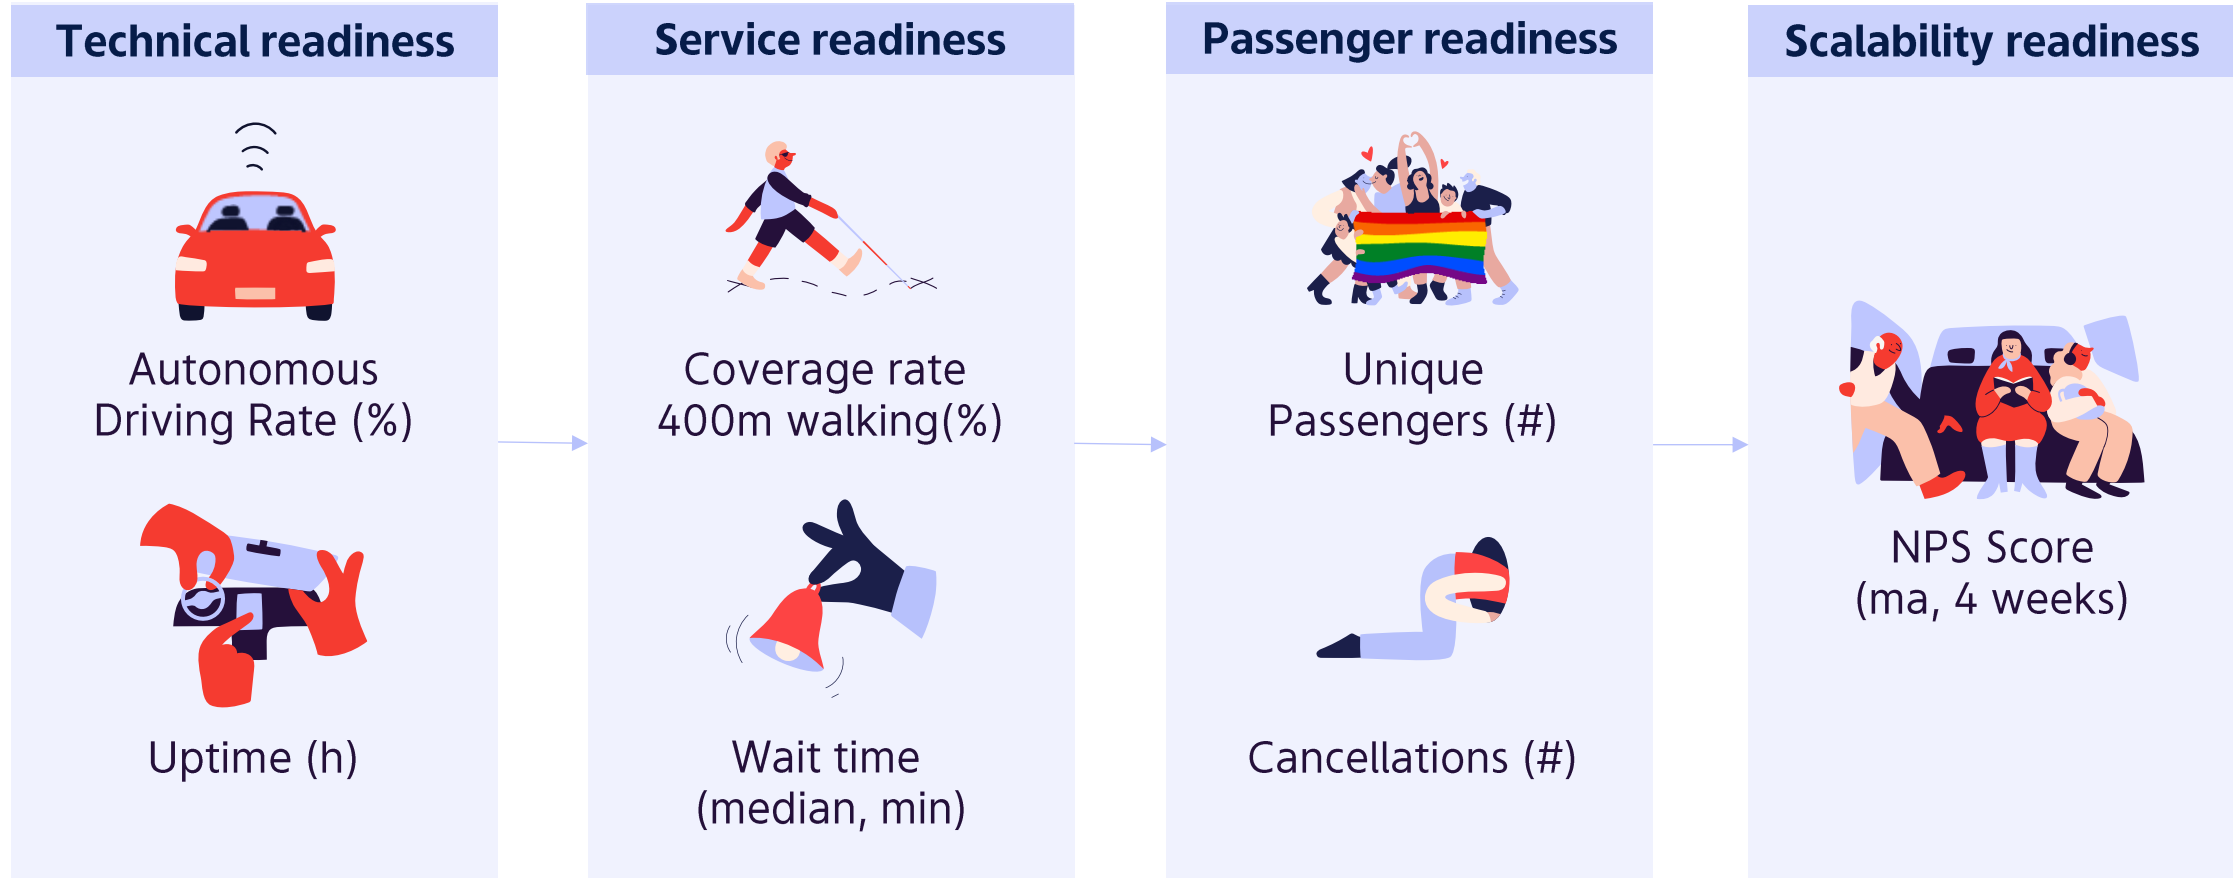 Technical readiness
Autonomous
Driving Rate (%)
Uptime (h)
Service readiness
Coverage rate
400m walking(%)
Wait time
(median, min)
Passenger readiness
Unique
Passengers (#)
Cancellations (#)
Scalability readiness
NPS Score
(ma, 4 weeks)